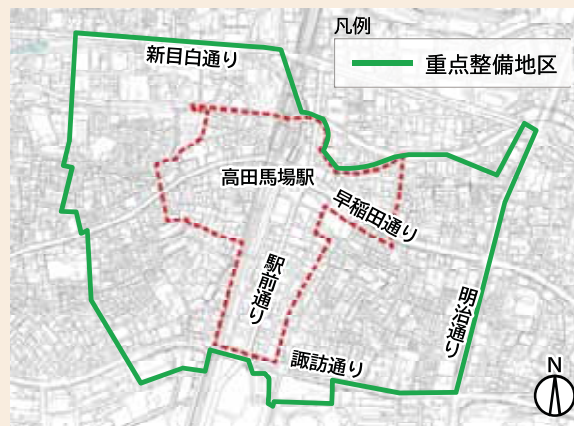 凡例
重点整備地区
新目白通り
高田馬場駅
早稲田通り
駅前通り
明治通り
諏訪通り
N